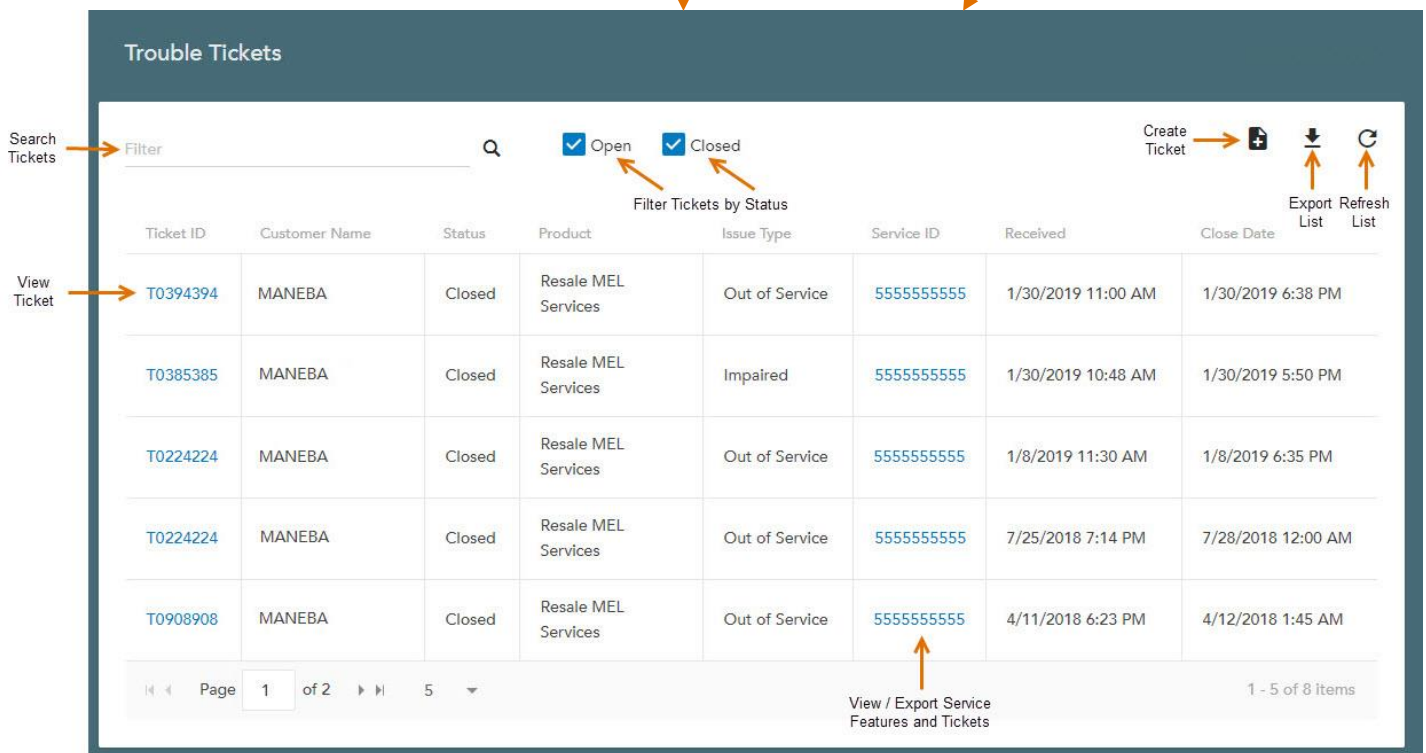 Trouble Tickets
Search
Tickets
Filter
Open
Closed
Create
Ticket
Filter Tickets by Status
Export
List
Refresh
List
Ticket ID Customer Name Status Product Issue Type Service ID Received Close Date
View
Ticket
T0394394 MANEBA Closed Resale MEL Services Out of Service 5555555555 1/30/2019 11:00 AM 1/30/2019 6:38 PM
T0385385 MANEBA Closed Resale MEL Services Impaired 5555555555 1/30/2019 10:48 AM 1/30/2019 5:50 PM
T0224224 MANEBA Closed Resale MEL Services Out of Service 5555555555 1/8/2019 11:30 AM 1/8/2019 6:35 PM
T0224224 MANEBA Closed Resale MEL Services Out of Service 5555555555 7/25/2018 7:14 PM 7/28/2018 12:00 AM
T0908908 MANEBA Closed Resale MEL Services Out of Service 5555555555 4/11/2018 6:23 PM 4/12/2018 1:45 AM
Page 1 of 2 5 1 - 5 of 8 items
View / Export Service
Features and Tickets